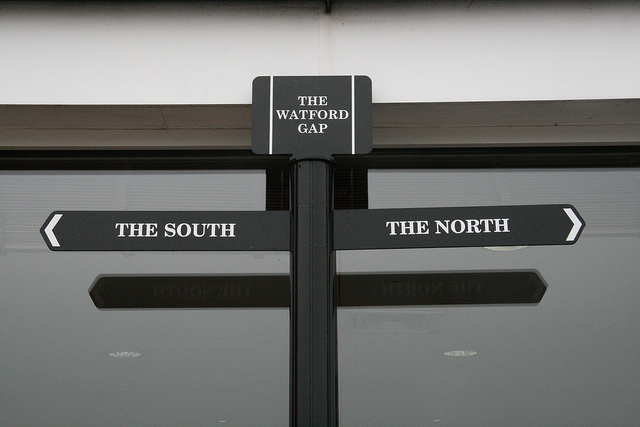 THE
WATFORD
GAP
THE SOUTH
THE NORTH